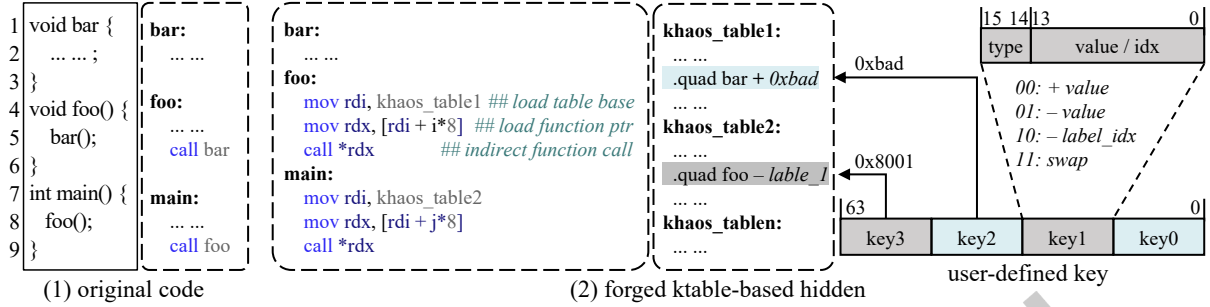 1 void bar {
2 ... ... ;
3 }
4 void foo() {
5 bar();
6 }
7 int main() {
8 foo();
9 }
bar:
... ...
foo:
... ...
call bar
main:
... ...
call foo
(1) original code
bar:
... ...
foo:
mov rdi, khaos_table1 ## load table base
mov rdx, [rdi + i*8] ## load function ptr
call *rdx ## indirect function call
main:
mov rdi, khaos_table2
mov rdx, [rdi + j*8]
call *rdx
khaos_table1:
... ...
.quad bar + 0xbad
... ...
khaos_table2:
... ...
.quad foo – lable_1
khaos_tablen:
... ...
(2) forged ktable-based hidden
0xbad
0x8001
15 14 13 0
type value / idx
00: + value
01: – value
10: – label_idx
11: swap
63 0
key3 key2 key1 key0
user-defined key